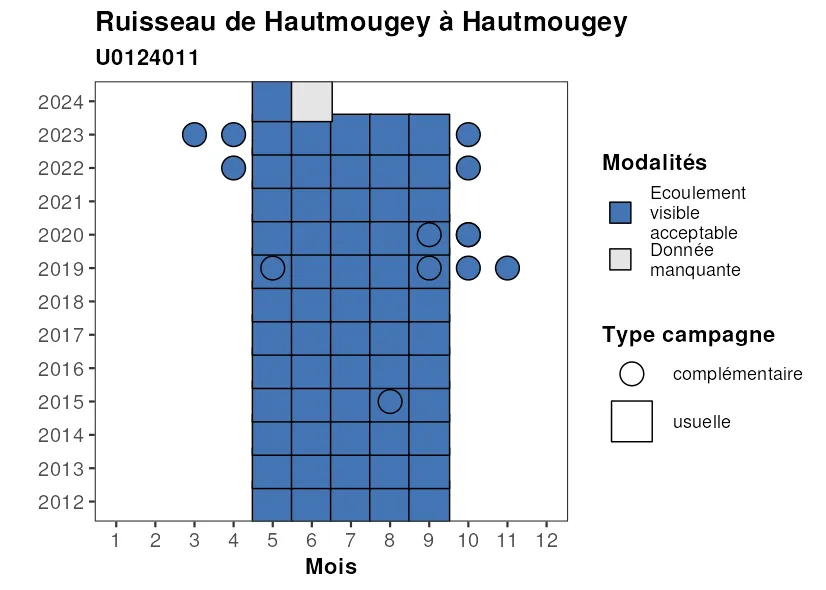 Ruisseau de Hautmougey à Hautmougey
U0124011
2024
2023
2022
2021
2020
2019
2018
2017
2016
2015
2014
2013
2012
1 2 3 4 5 6 7 8 9 10 11 12
Mois
Modalités
Ecoulement
visible
acceptable
Donnée
manquante
Type campagne
complémentaire
usuelle